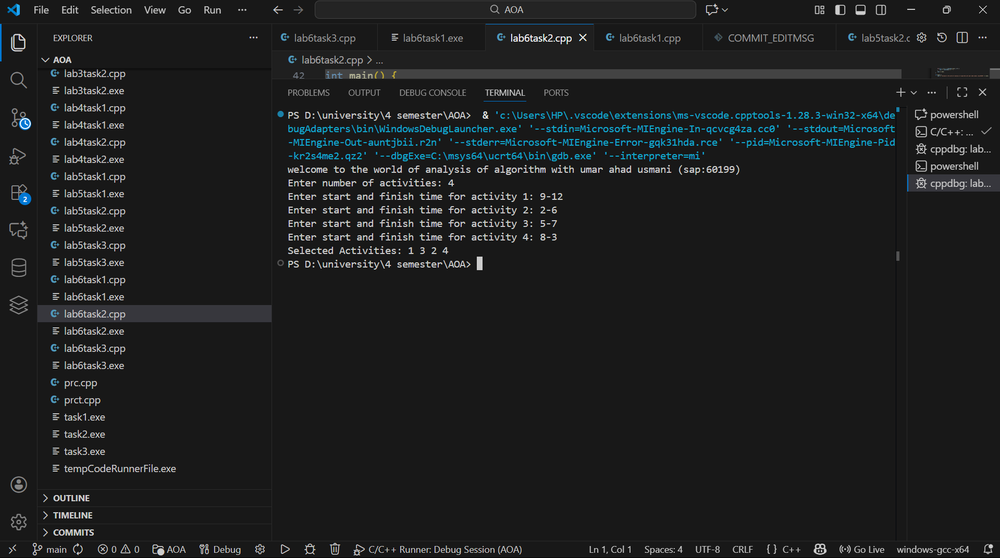 File Edit Selection View Go Run ··· AOA
EXPLORER
AOA
lab3task2.cpp
lab3task2.exe
lab4task1.cpp
lab4task1.exe
lab4task2.cpp
lab4task2.exe
lab5task1.cpp
lab5task1.exe
lab5task2.cpp
lab5task2.exe
lab5task3.cpp
lab5task3.exe
lab6task1.cpp
lab6task1.exe
lab6task2.cpp
lab6task2.exe
lab6task3.cpp
lab6task3.exe
prc.cpp
prct.cpp
task1.exe
task2.exe
task3.exe
tempCodeRunnerFile.exe
OUTLINE
TIMELINE
COMMITS
2
lab6task3.cpp lab6task1.exe lab6task2.cpp lab6task1.cpp COMMIT_EDITMSG lab5task2.c
lab6task2.cpp > ...
42 int main() {
PROBLEMS OUTPUT DEBUG CONSOLE TERMINAL PORTS
PS D:\university\4 semester\AOA>  & 'c:\Users\HP\.vscode\extensions\ms-vscode.cpptools-1.28.3-win32-x64\de
bugAdapters\bin\WindowsDebugLauncher.exe' '--stdin=Microsoft-MIEngine-In-qcvcg4za.cc0' '--stdout=Microsoft
-MIEngine-Out-auntjbii.r2n' '--stderr=Microsoft-MIEngine-Error-gqk31hda.rce' '--pid=Microsoft-MIEngine-Pid
-kr2s4me2.qz2' '--dbgExe=C:\msys64\ucrt64\bin\gdb.exe' '--interpreter=mi'
welcome to the world of analysis of algorithm with umar ahad usmani (sap:60199)
Enter number of activities: 4
Enter start and finish time for activity 1: 9-12
Enter start and finish time for activity 2: 2-6
Enter start and finish time for activity 3: 5-7
Enter start and finish time for activity 4: 8-3
Selected Activities: 1 3 2 4
PS D:\university\4 semester\AOA>
powershell
C/C++: ...
cppdbg: lab...
powershell
cppdbg: lab...
main 0 0 AOA Debug C/C++ Runner: Debug Session (AOA) Ln 1, Col 1 Spaces: 4 UTF-8 CRLF {} C++ Go Live windows-gcc-x64